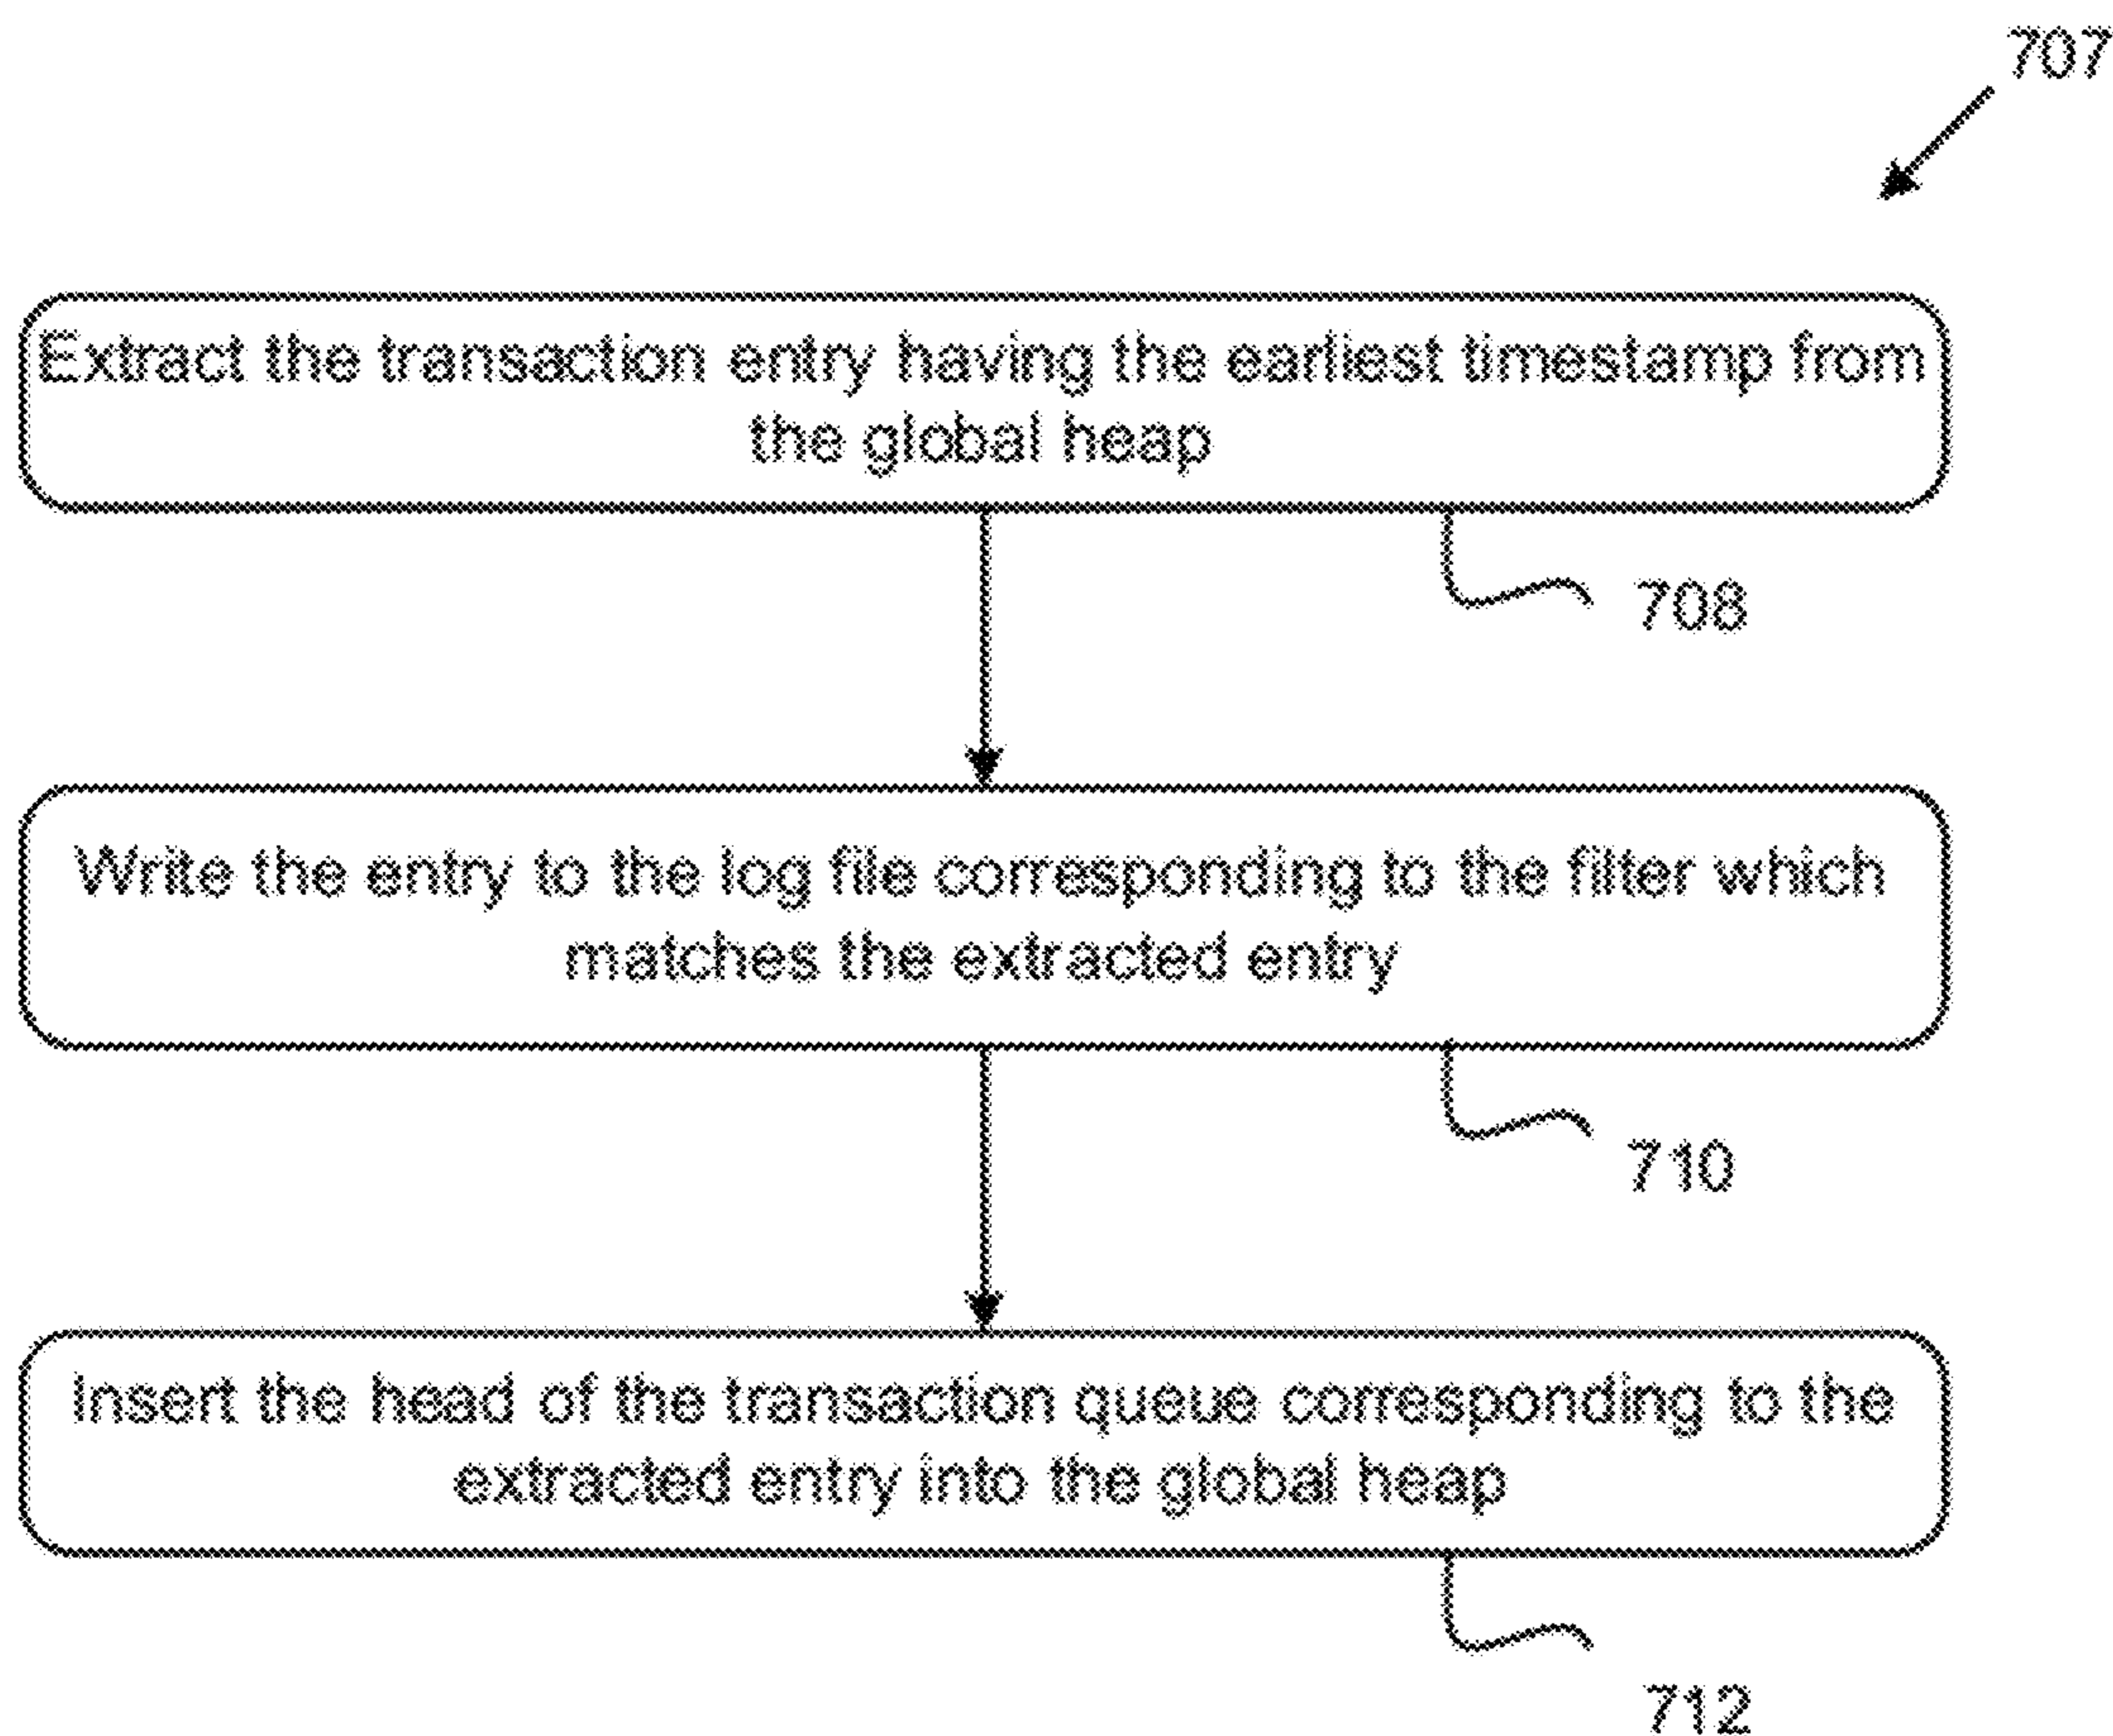 707
Extract the transaction entry having the earliest timestamp from
the global heap
708
Write the entry to the log file corresponding to the filter which
matches the extracted entry
710
Insert the head of the transaction queue corresponding to the
extracted entry into the global heap
712